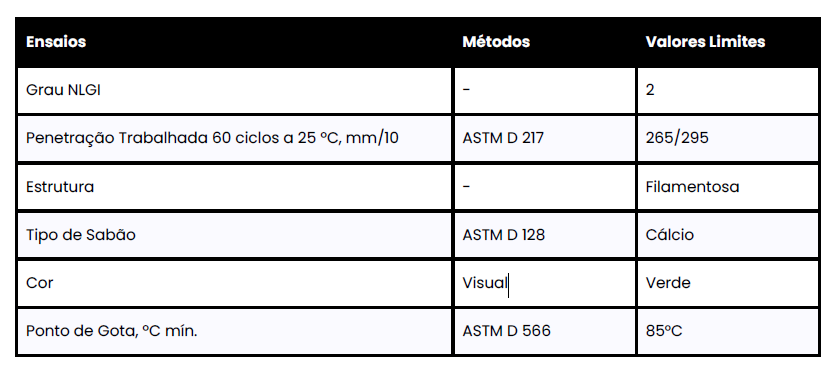 Ensaios Métodos Valores Limites
Grau NLGI - 2
Penetração Trabalhada 60 ciclos a 25 ºC, mm/10 ASTM D 217 265/295
Estrutura - Filamentosa
Tipo de Sabão ASTM D 128 Cálcio
Cor Visual Verde
Ponto de Gota, ºC mín. ASTM D 566 85ºC